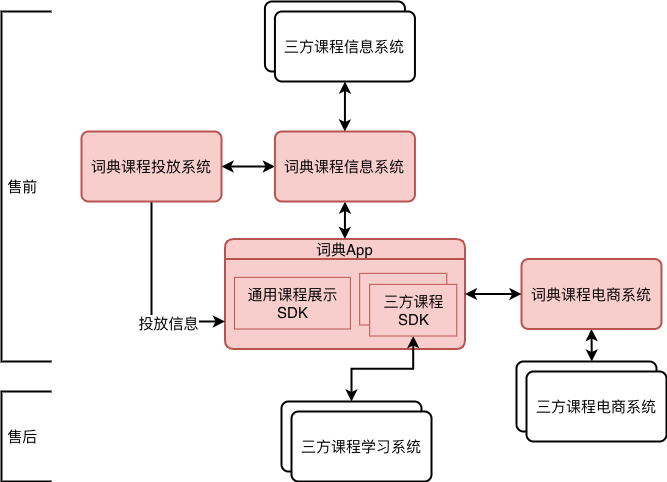 三方课程信息系统
词典课程投放系统
词典课程信息系统
售前
词典App
通用课程展示
SDK
三方课程
SDK
词典课程电商系统
投放信息
三方课程电商系统
售后
三方课程学习系统